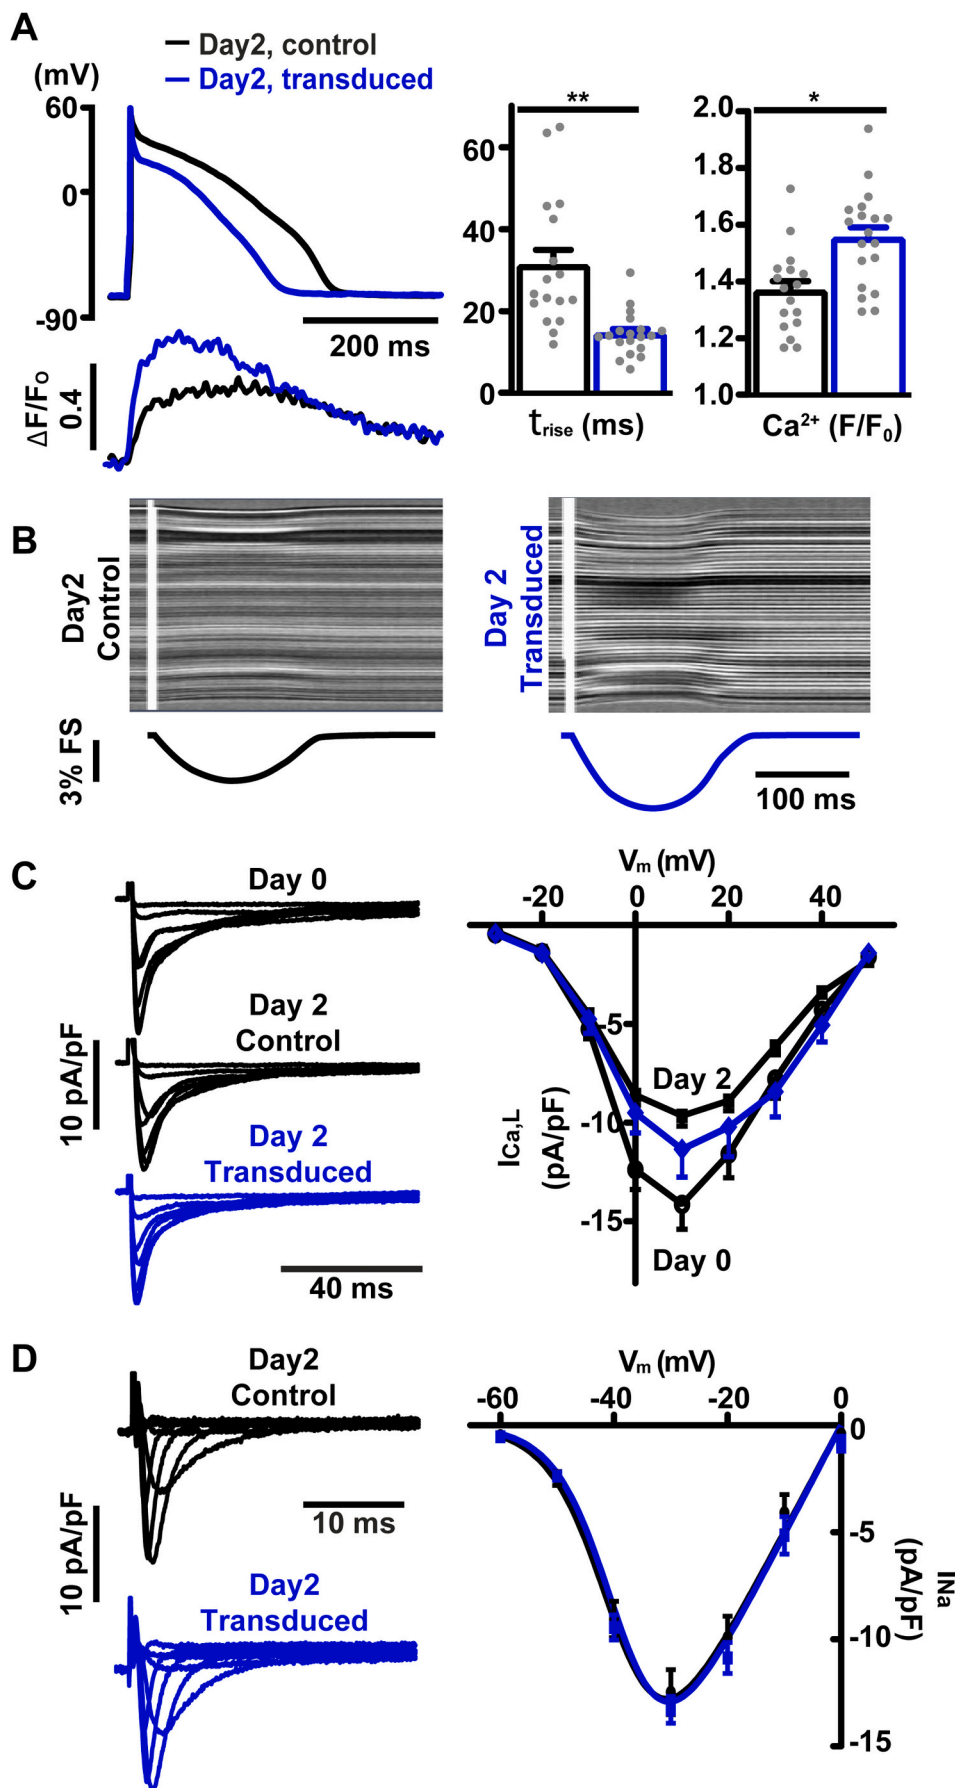 A
Day2, control
Day2, transduced
(mV)
60
0
-90
200 ms
ΔF/F₀
0.4
**
60
40
20
0
t_rise (ms)
*
2.0
1.8
1.6
1.4
1.2
1.0
Ca²⁺ (F/F₀)
B
Day2
Control
3% FS
Day 2
Transduced
100 ms
C
Day 0
Day 2
Control
10 pA/pF
Day 2
Transduced
40 ms
Vm (mV)
-20
0
20
40
-5
-10
-15
ICa,L
(pA/pF)
Day 2
Day 0
D
Day2
Control
10 ms
10 pA/pF
Day2
Transduced
Vm (mV)
-60
-40
-20
0
0
-5
-10
-15
INa
(pA/pF)